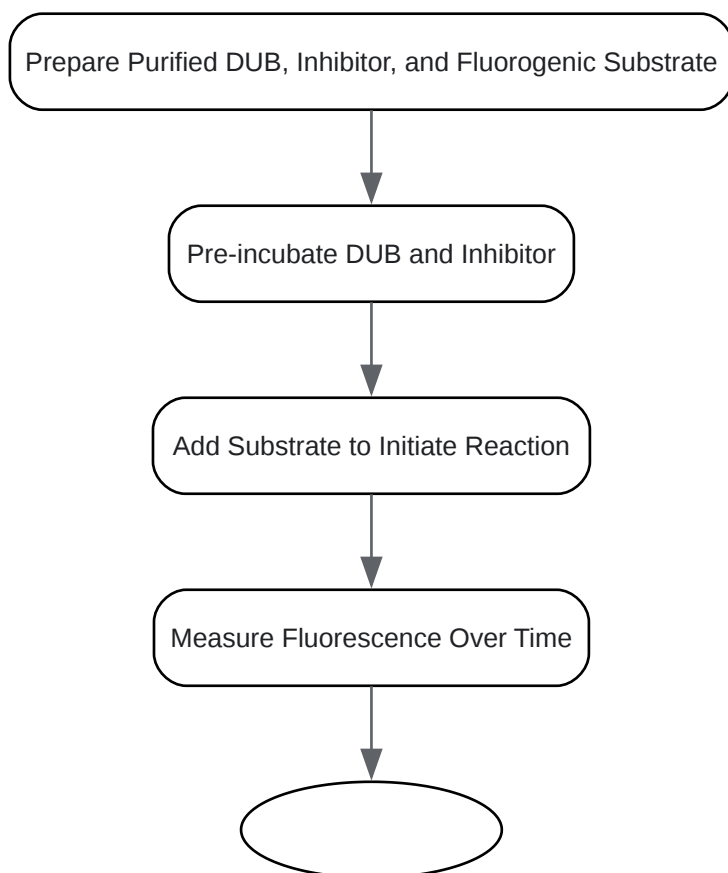 Prepare Purified DUB, Inhibitor, and Fluorogenic Substrate
Pre-incubate DUB and Inhibitor
Add Substrate to Initiate Reaction
Measure Fluorescence Over Time